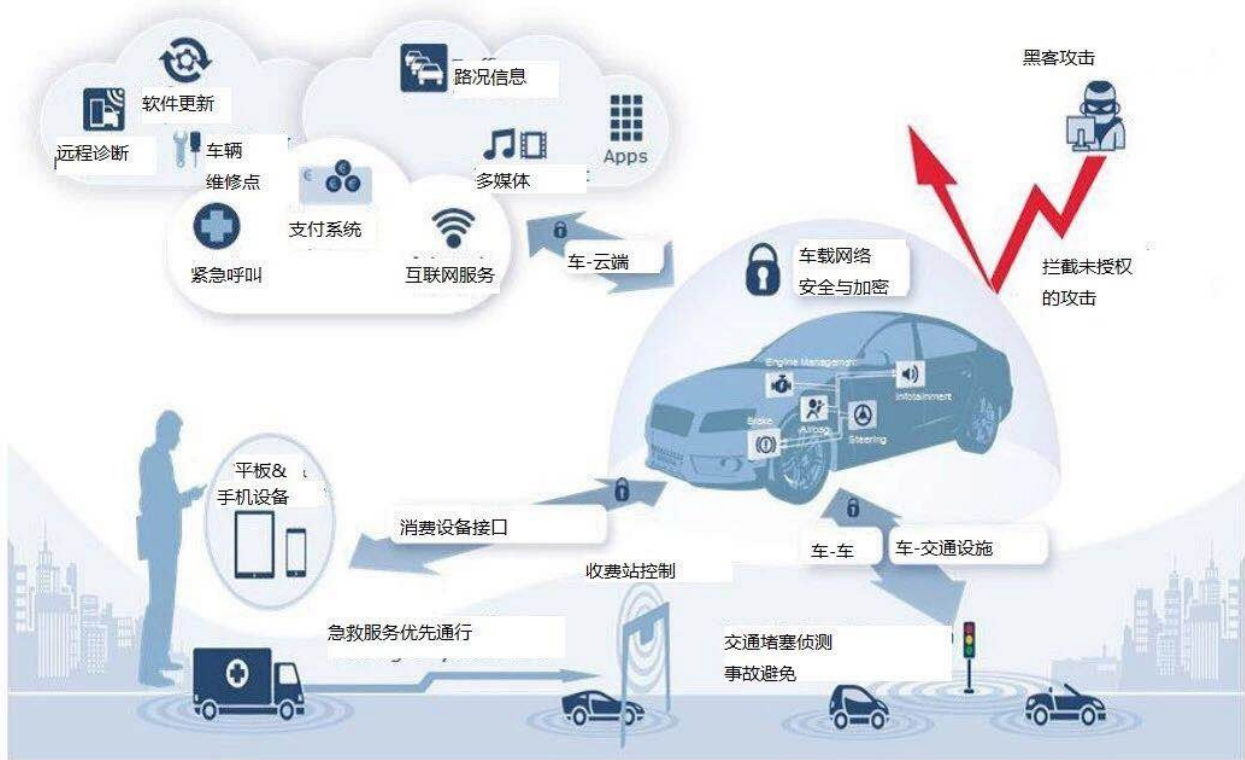 软件更新
远程诊断
车辆
维修点
路况信息
多媒体
Apps
支付系统
紧急呼叫
互联网服务
车-云端
黑客攻击
拦截未授权
的攻击
车载网络
安全与加密
Engine Management
Infotainment
Brake
Airbag
Steering
平板&
手机设备
消费设备接口
车-车
车-交通设施
收费站控制
急救服务优先通行
交通堵塞侦测
事故避免